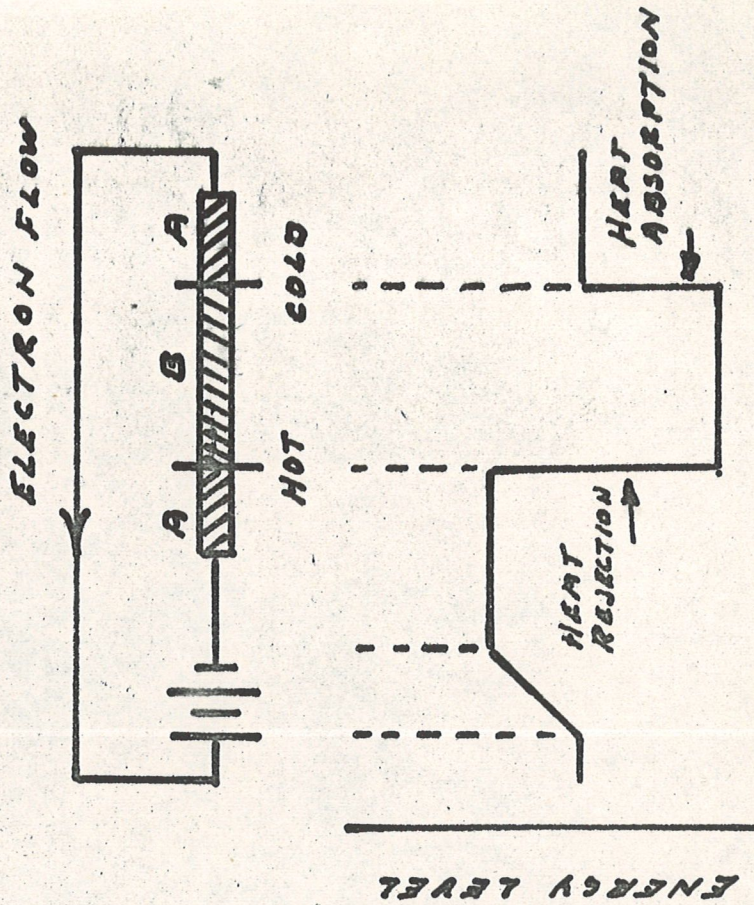 ELECTRON FLOW
A B A
HOT COLD
HEAT
REJECTION
HEAT
ABSORPTION
ENERGY LEVEL